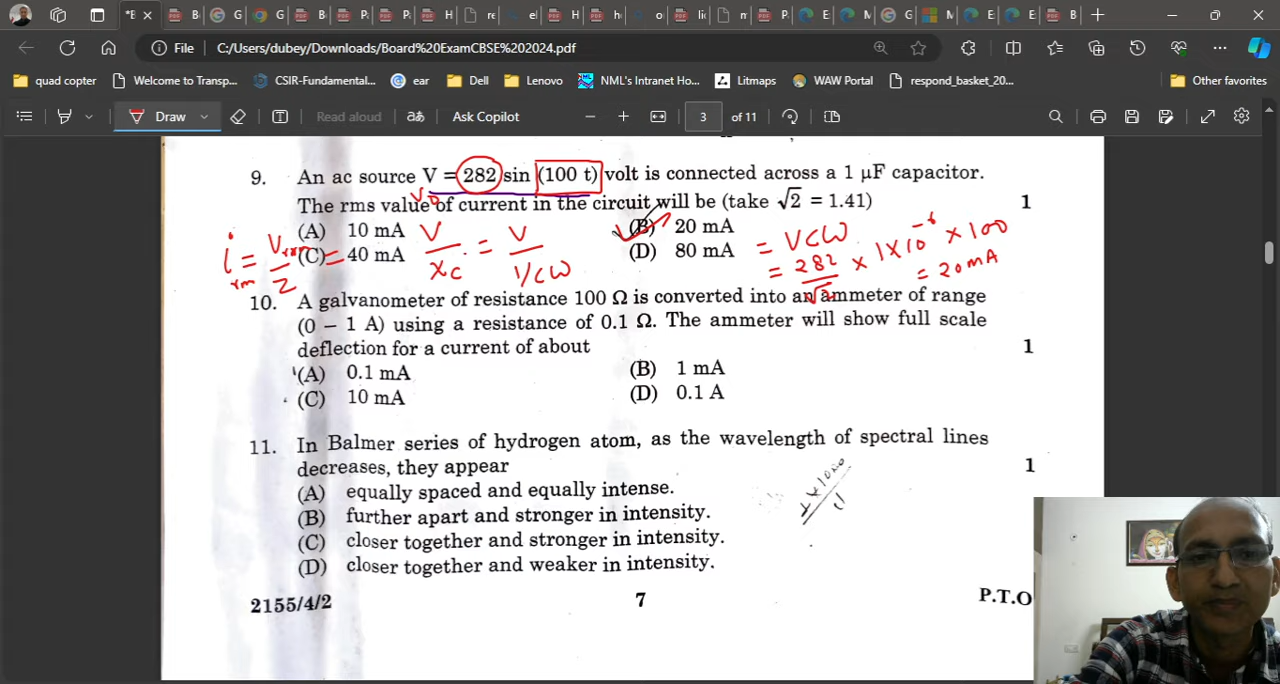 File C:/Users/dubey/Downloads/Board%20ExamCBSE%202024.pdf
quad copter Welcome to Transp... CSIR-Fundamental... ear Dell Lenovo NML's Intranet Ho... Litmaps WAW Portal respond_basket_20... Other favorites
Draw Read aloud Ask Copilot 3 of 11
9. An ac source V = 282 sin (100 t) volt is connected across a 1 μF capacitor.
V₀
The rms value of current in the circuit will be (take √2 = 1.41) 1
(A) 10 mA (B) 20 mA
(C) 40 mA (D) 80 mA
i rm = Vrm/Z = V/Xc = V/1/Cω = VCω
= 282/√2 × 1×10⁻⁶ × 100
= 20mA
10. A galvanometer of resistance 100 Ω is converted into an ammeter of range
(0 – 1 A) using a resistance of 0.1 Ω. The ammeter will show full scale
deflection for a current of about 1
(A) 0.1 mA (B) 1 mA
(C) 10 mA (D) 0.1 A
11. In Balmer series of hydrogen atom, as the wavelength of spectral lines
decreases, they appear 1
(A) equally spaced and equally intense.
(B) further apart and stronger in intensity.
(C) closer together and stronger in intensity.
(D) closer together and weaker in intensity.
2155/4/2 7 P.T.O